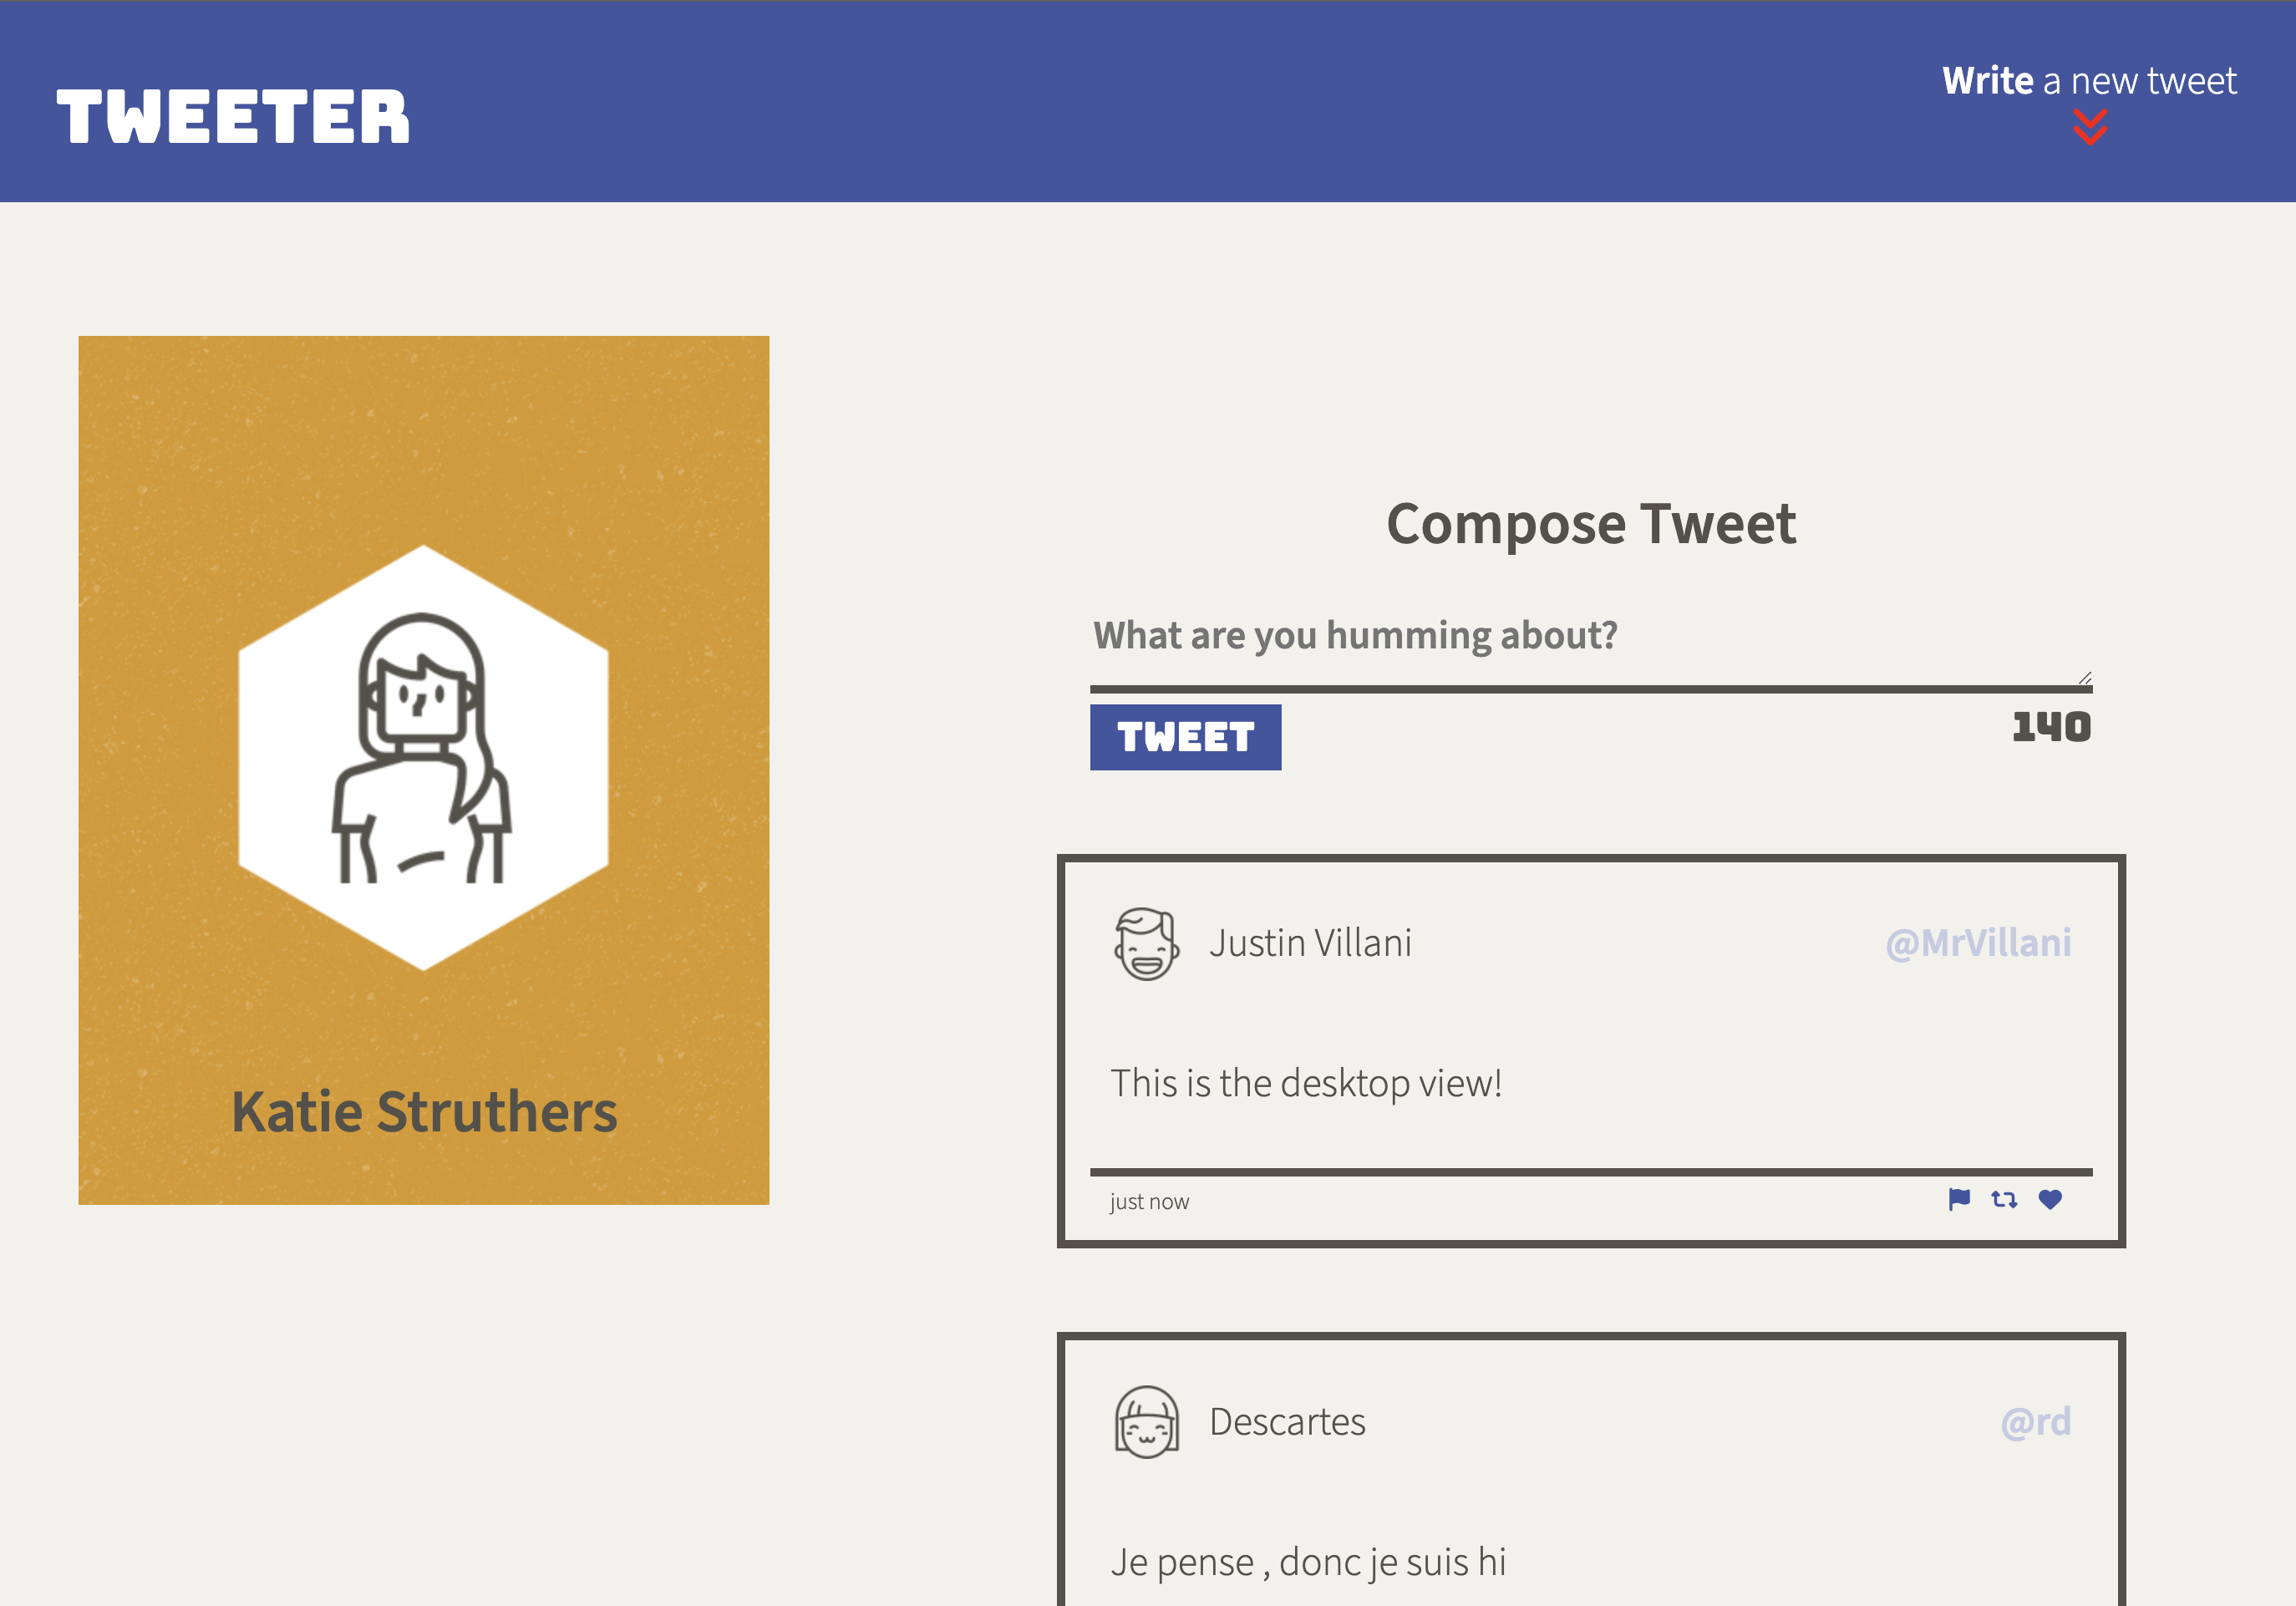 TWEETER
Write a new tweet
Katie Struthers
Compose Tweet
What are you humming about?
TWEET
140
Justin Villani
@MrVillani
This is the desktop view!
just now
Descartes
@rd
Je pense , donc je suis hi